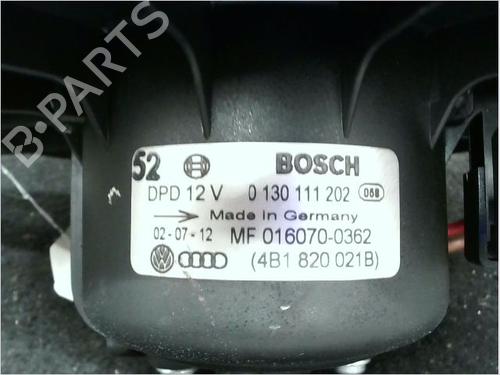 B-PARTS
52
BOSCH
DPD 12 V 0 130 111 202 058
Made in Germany
02-07-12 MF 016070-0362
(4B1 820 021B)